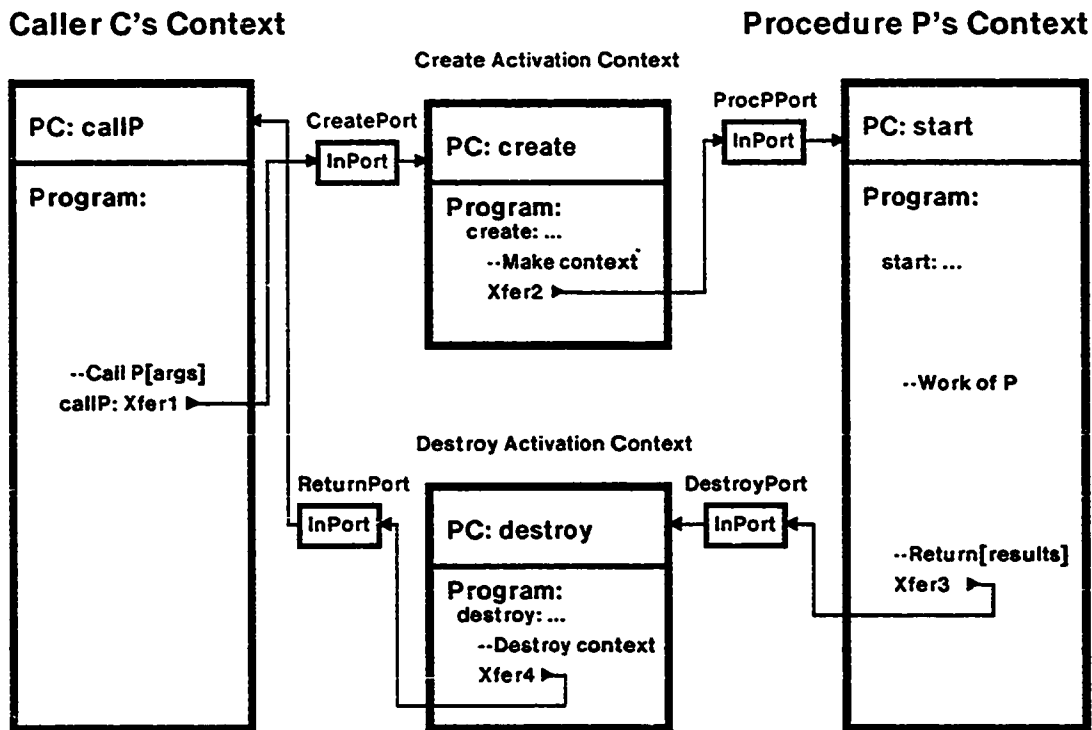 Caller C's Context
Procedure P's Context
Create Activation Context
PC: callP
Program:
--Call P[args]
callP: Xfer1
CreatePort
InPort
PC: create
Program:
create: ...
--Make context
Xfer2
ProcPPort
InPort
PC: start
Program:
start: ...
--Work of P
--Return[results]
Xfer3
Destroy Activation Context
DestroyPort
InPort
PC: destroy
Program:
destroy: ...
--Destroy context
Xfer4
ReturnPort
InPort